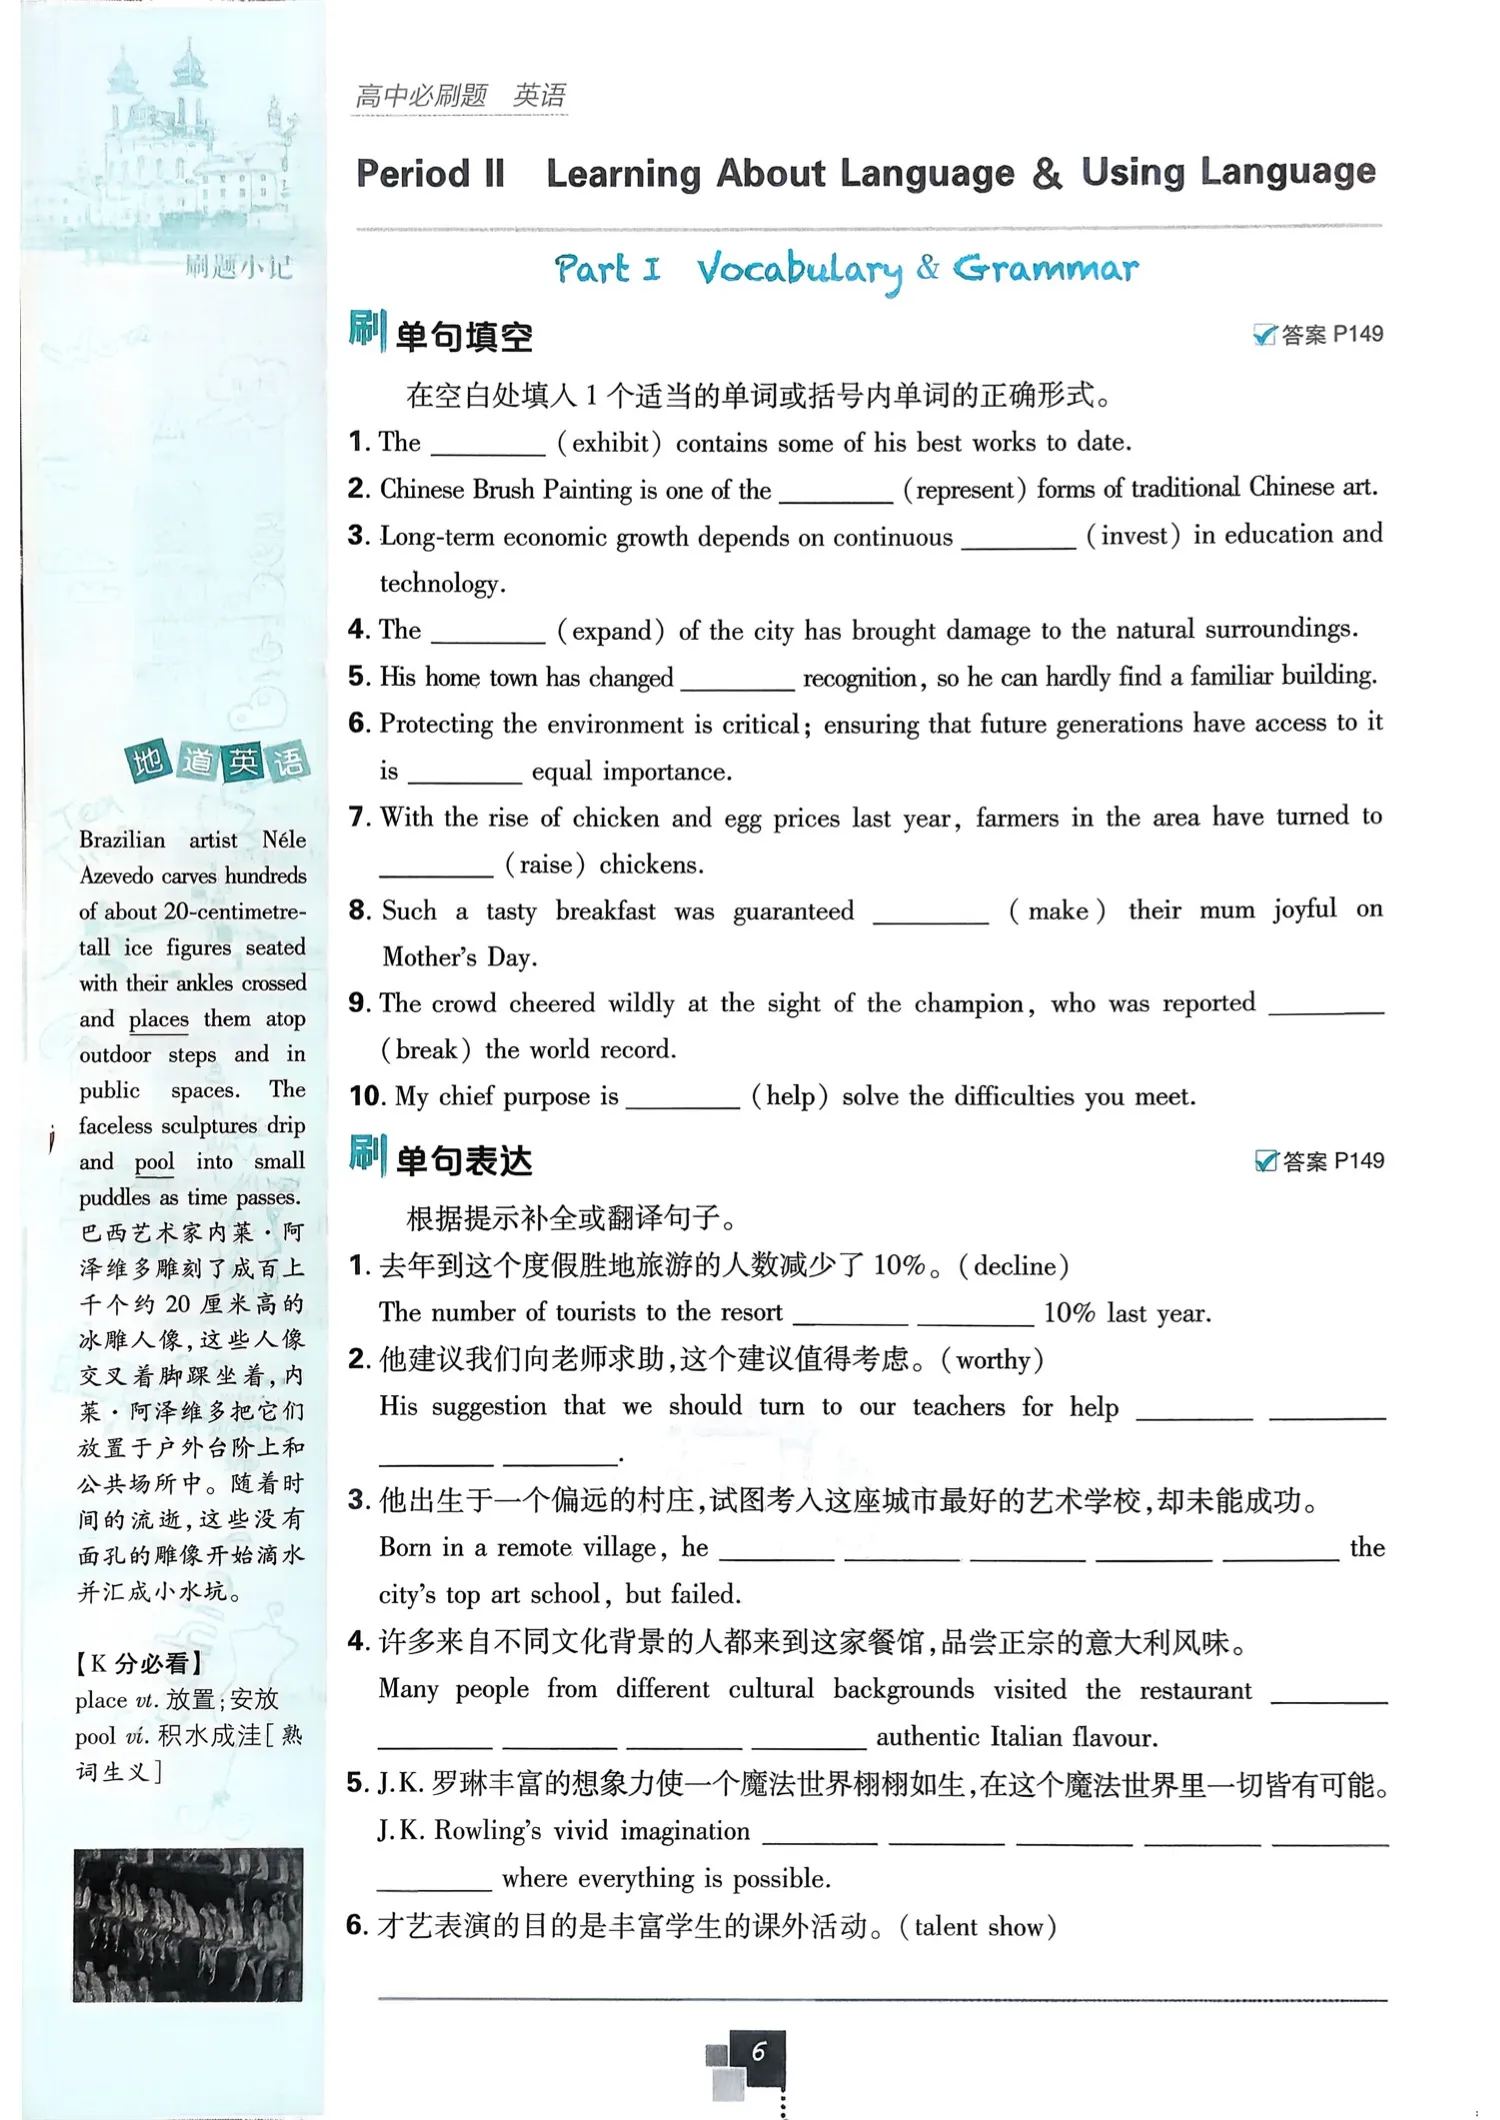 高中必刷题 英语
Period II Learning About Language & Using Language
Part I Vocabulary & Grammar
刷题小记
刷 单句填空
答案 P149
在空白处填入 1 个适当的单词或括号内单词的正确形式。
1. The ________ (exhibit) contains some of his best works to date.
2. Chinese Brush Painting is one of the ________ (represent) forms of traditional Chinese art.
3. Long-term economic growth depends on continuous ________ (invest) in education and
technology.
4. The ________ (expand) of the city has brought damage to the natural surroundings.
5. His home town has changed ________ recognition, so he can hardly find a familiar building.
6. Protecting the environment is critical; ensuring that future generations have access to it
is ________ equal importance.
7. With the rise of chicken and egg prices last year, farmers in the area have turned to
________ (raise) chickens.
8. Such a tasty breakfast was guaranteed ________ (make) their mum joyful on
Mother's Day.
9. The crowd cheered wildly at the sight of the champion, who was reported ________
(break) the world record.
10. My chief purpose is ________ (help) solve the difficulties you meet.
刷 单句表达
答案 P149
根据提示补全或翻译句子。
1. 去年到这个度假胜地旅游的人数减少了 10%。(decline)
The number of tourists to the resort ________ ________ 10% last year.
2. 他建议我们向老师求助,这个建议值得考虑。(worthy)
His suggestion that we should turn to our teachers for help ________ ________
________ ________.
3. 他出生于一个偏远的村庄,试图考入这座城市最好的艺术学校,却未能成功。
Born in a remote village, he ________ ________ ________ ________ ________ the
city's top art school, but failed.
4. 许多来自不同文化背景的人都来到这家餐馆,品尝正宗的意大利风味。
Many people from different cultural backgrounds visited the restaurant ________
________ ________ ________ ________ authentic Italian flavour.
5. J.K. 罗琳丰富的想象力使一个魔法世界栩栩如生,在这个魔法世界里一切皆有可能。
J.K. Rowling's vivid imagination ________ ________ ________ ________ ________
________ where everything is possible.
6. 才艺表演的目的是丰富学生的课外活动。(talent show)
地道英语
Brazilian artist Néle
Azevedo carves hundreds
of about 20-centimetre-
tall ice figures seated
with their ankles crossed
and places them atop
outdoor steps and in
public spaces. The
faceless sculptures drip
and pool into small
puddles as time passes.
巴西艺术家内莱·阿
泽维多雕刻了成百上
千个约 20 厘米高的
冰雕人像,这些人像
交叉着脚踝坐着,内
莱·阿泽维多把它们
放置于户外台阶上和
公共场所中。随着时
间的流逝,这些没有
面孔的雕像开始滴水
并汇成小水坑。
【K 分必看】
place vt. 放置;安放
pool vi. 积水成洼[熟
词生义]
6